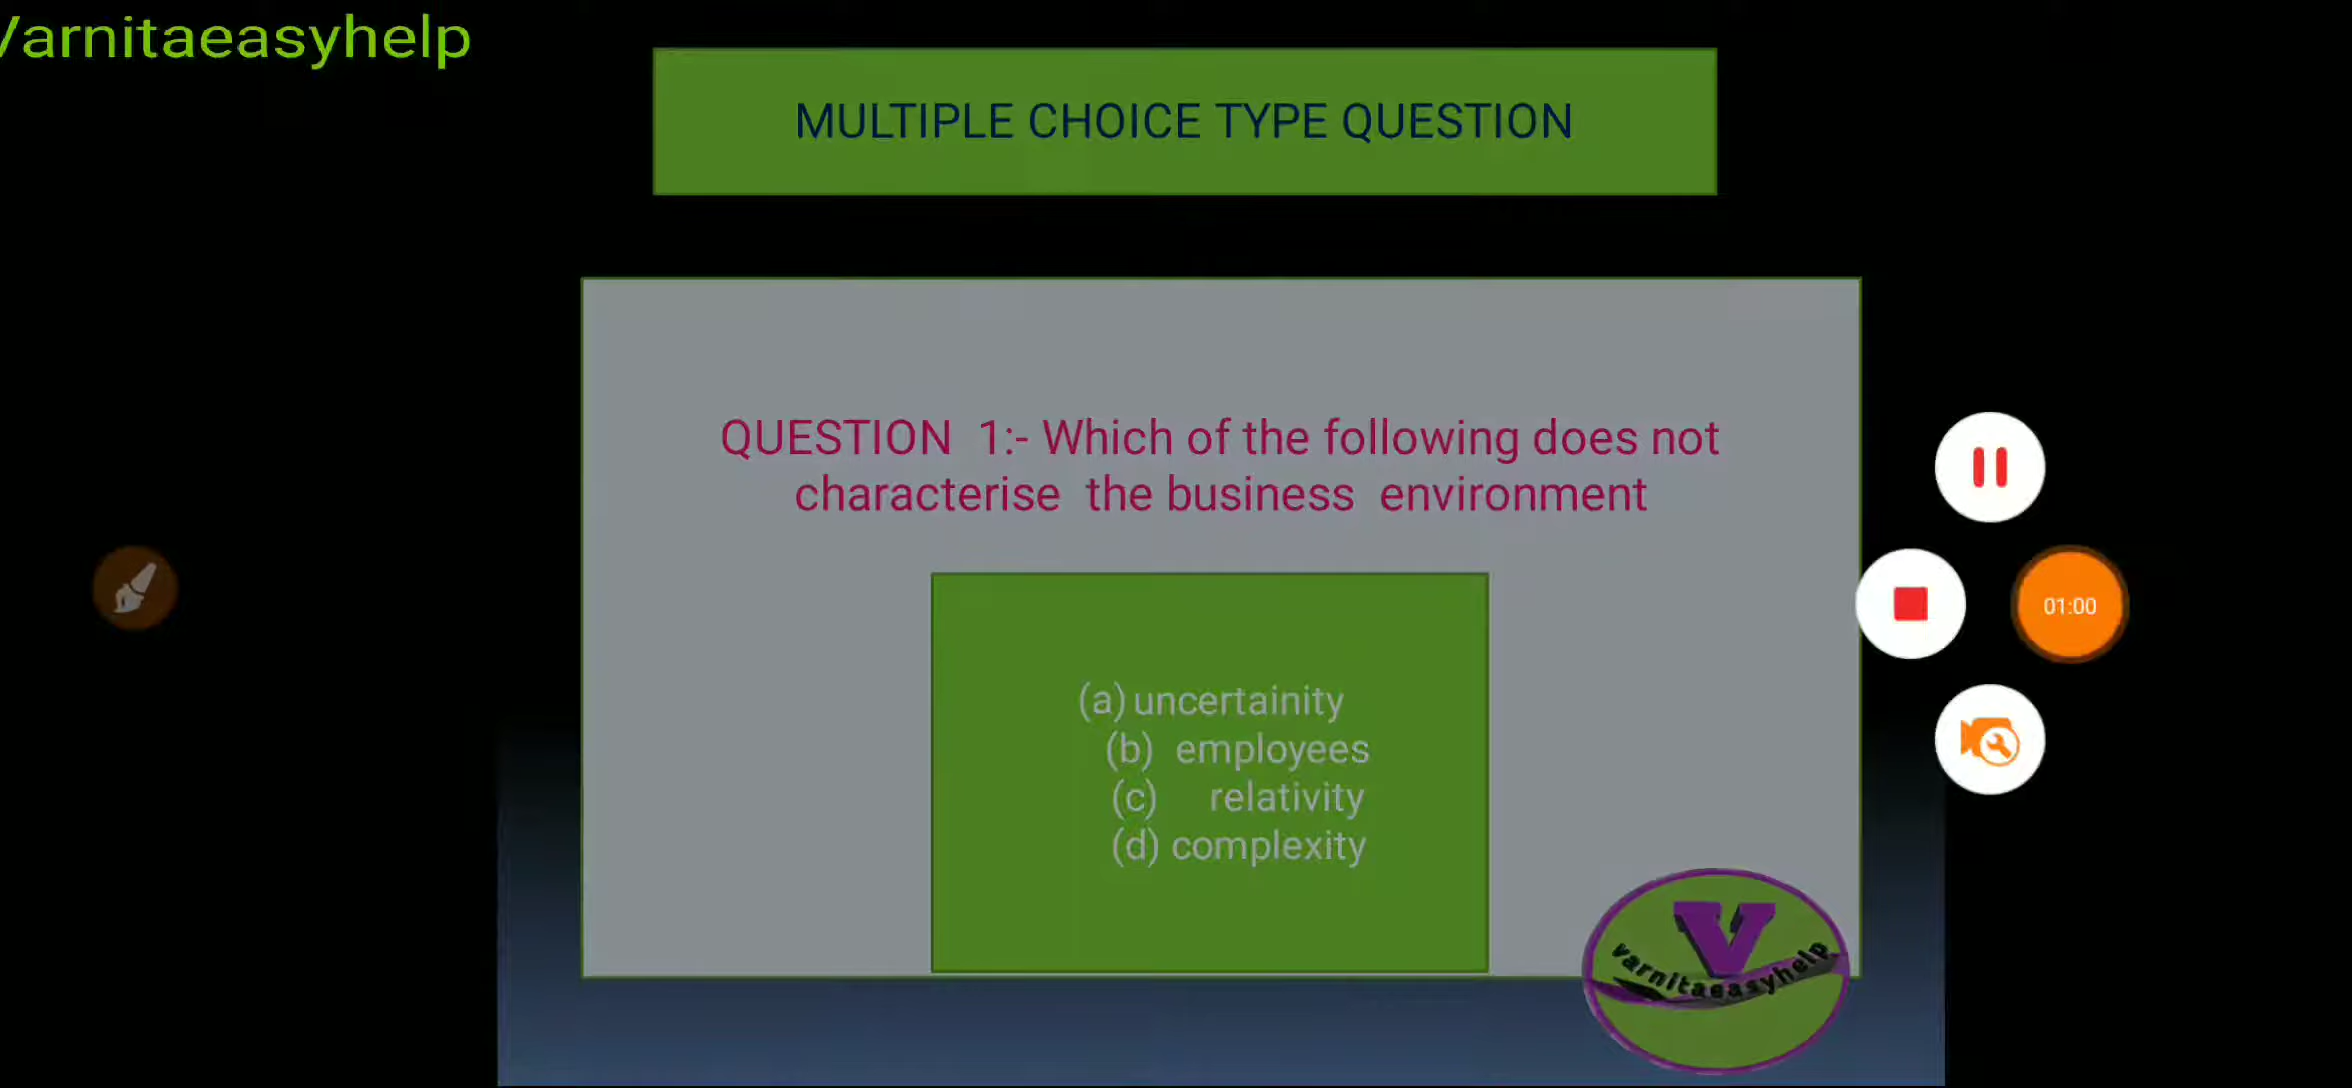 Varnitaeasyhelp
MULTIPLE CHOICE TYPE QUESTION
QUESTION 1:- Which of the following does not
characterise the business environment
(a) uncertainity
(b) employees
(c) relativity
(d) complexity
01:00
V
varnitaeasyhelp